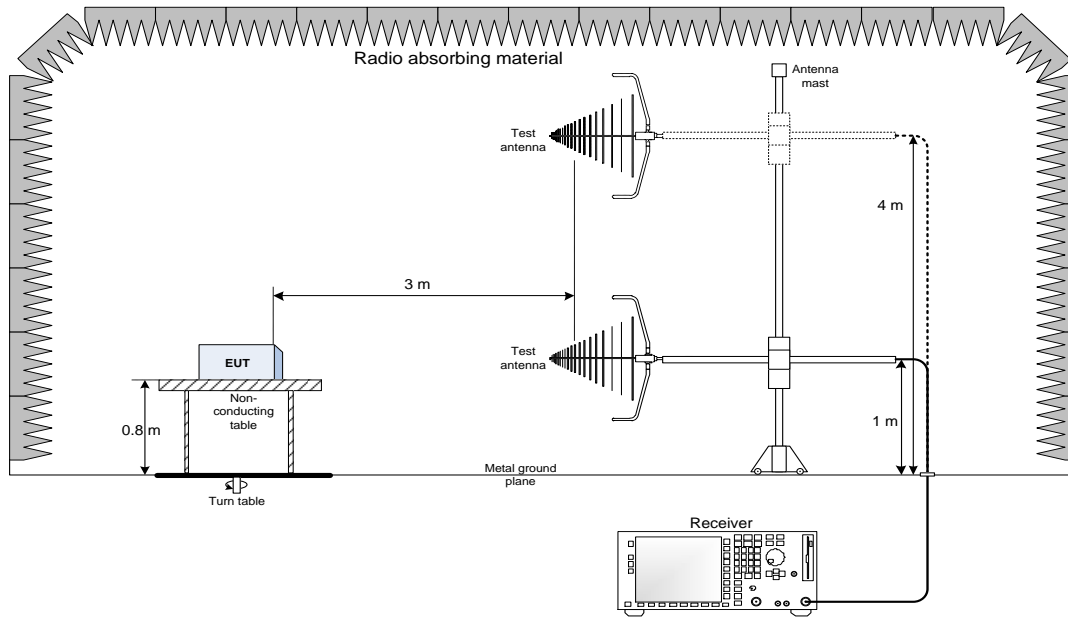 Radio absorbing material
Antenna
mast
Test
antenna
4 m
3 m
Test
antenna
EUT
Non-
conducting
table
0.8 m
1 m
Metal ground
plane
Turn table
Receiver